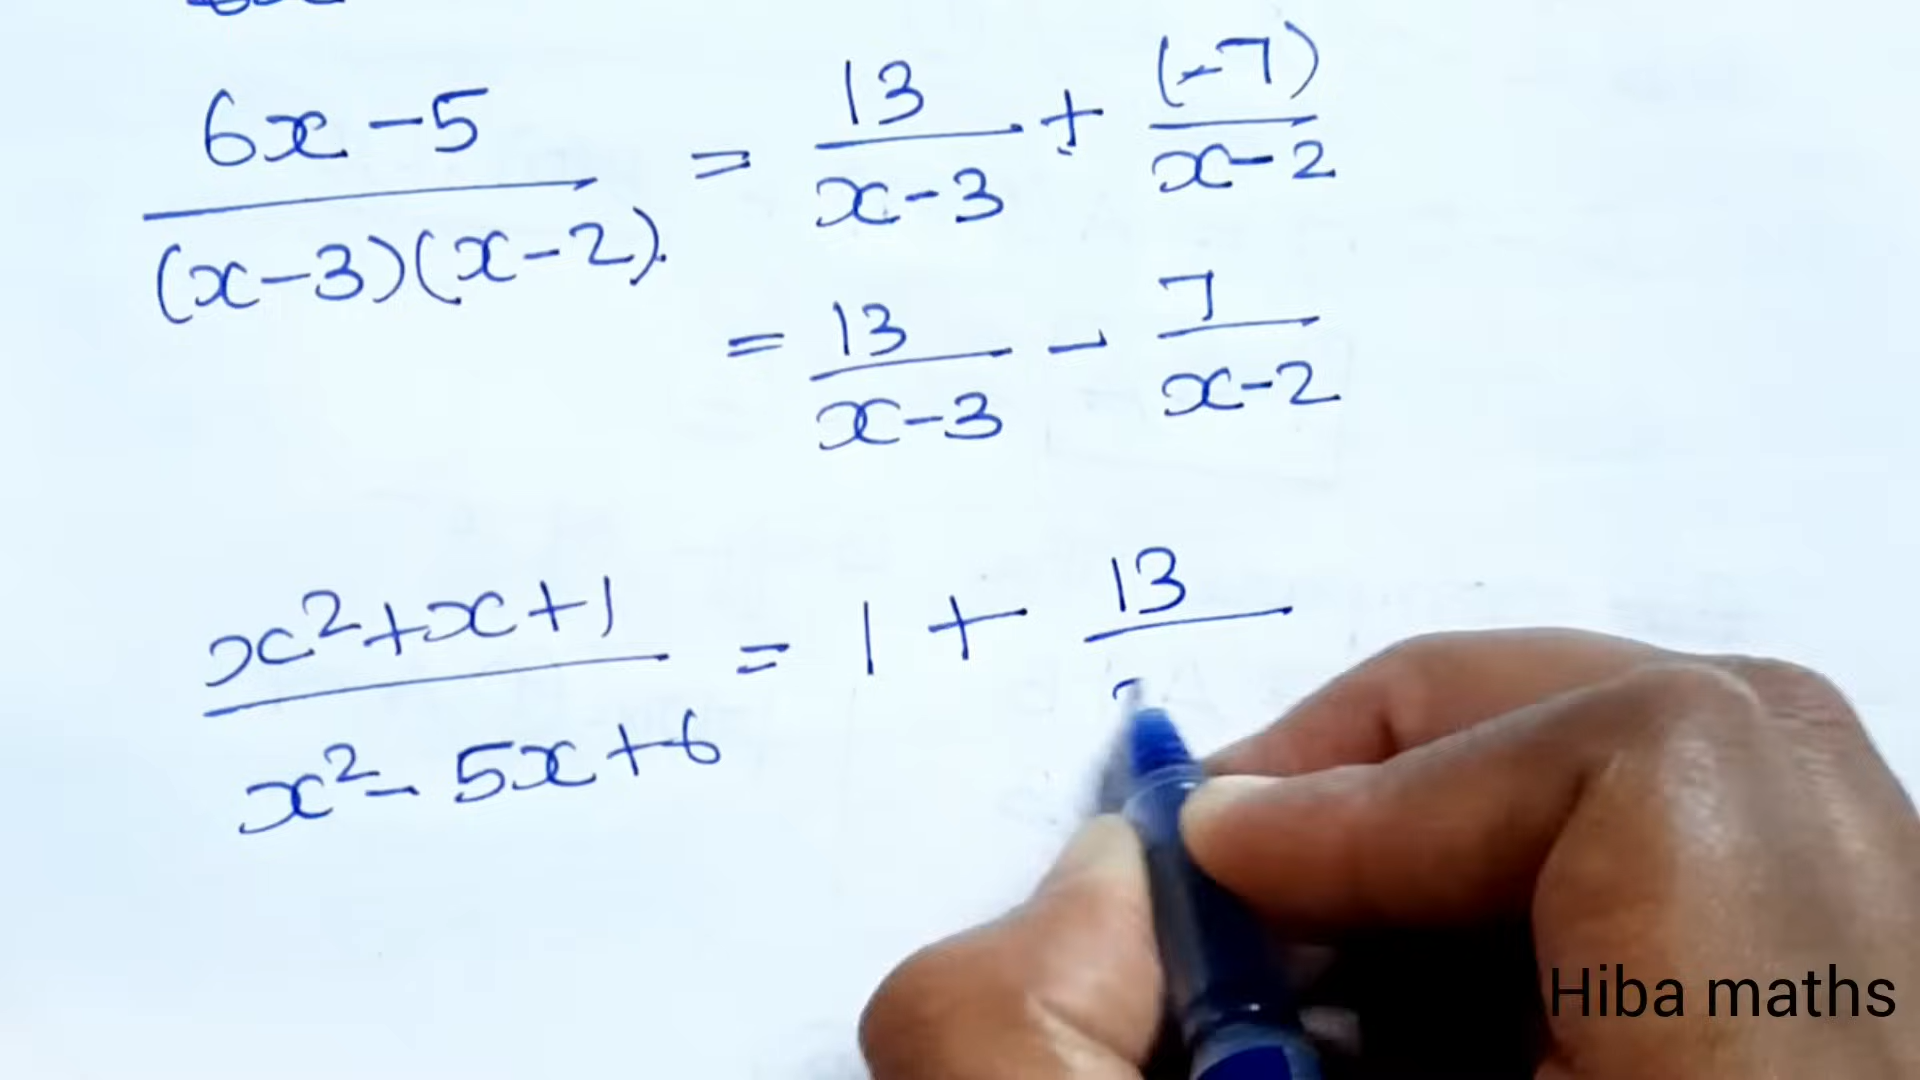 6x-5 / (x-3)(x-2). = 13 / x-3 + (-7) / x-2
= 13 / x-3 - 7 / x-2
x²+x+1 / x²-5x+6 = 1 + 13 /
Hiba maths